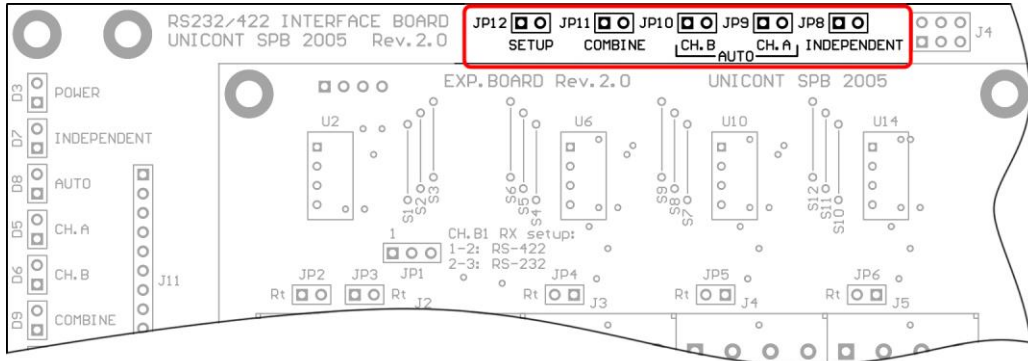 RS232/422 INTERFACE BOARD
UNICONT SPB 2005 Rev.2.0
JP12 JP11 JP10 JP9 JP8
SETUP COMBINE CH.B CH.A INDEPENDENT
AUTO
J4
EXP.BOARD Rev.2.0 UNICONT SPB 2005
D3 POWER
D7 INDEPENDENT
D8 AUTO
D5 CH.A
D6 CH.B
D9 COMBINE
J11
U2 U6 U10 U14
S1 S2 S3 S6 S5 S4 S9 S8 S7 S12 S11 S10
1 CH.B1 RX setup:
1-2: RS-422
2-3: RS-232
JP2 JP3 JP1 JP4 JP5 JP6
Rt Rt Rt Rt Rt
J2 J3 J4 J5